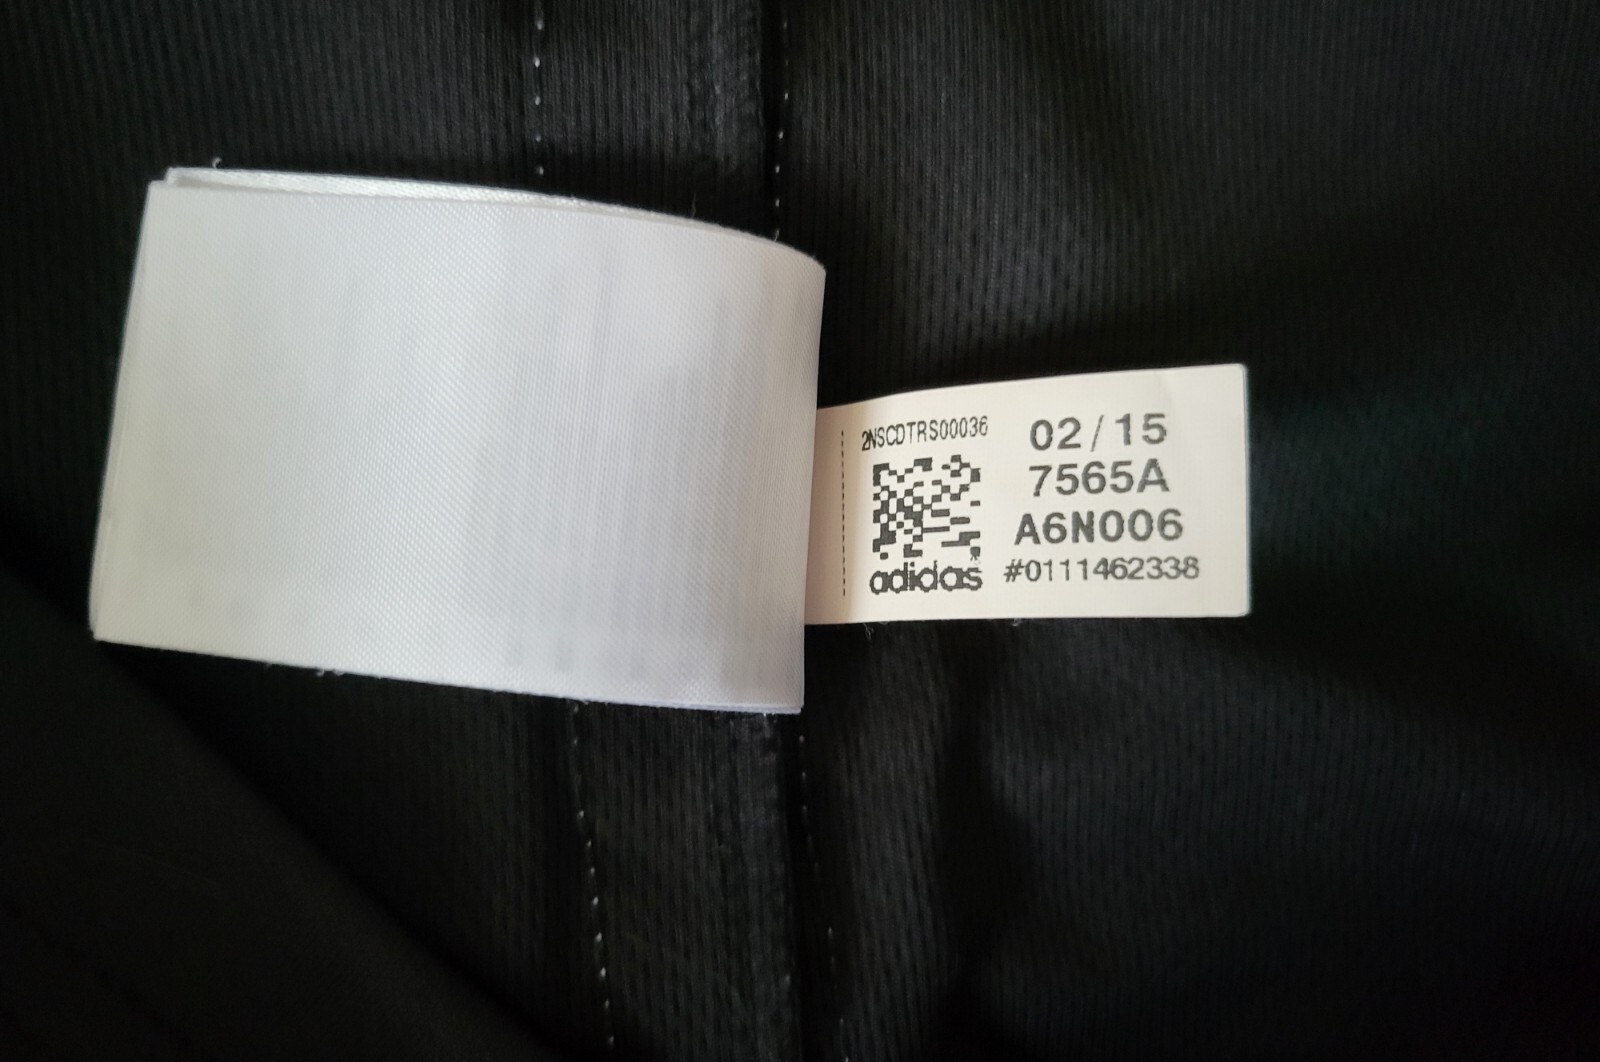 2NSCDTRS00036
adidas
02/15
7565A
A6N006
#0111462338